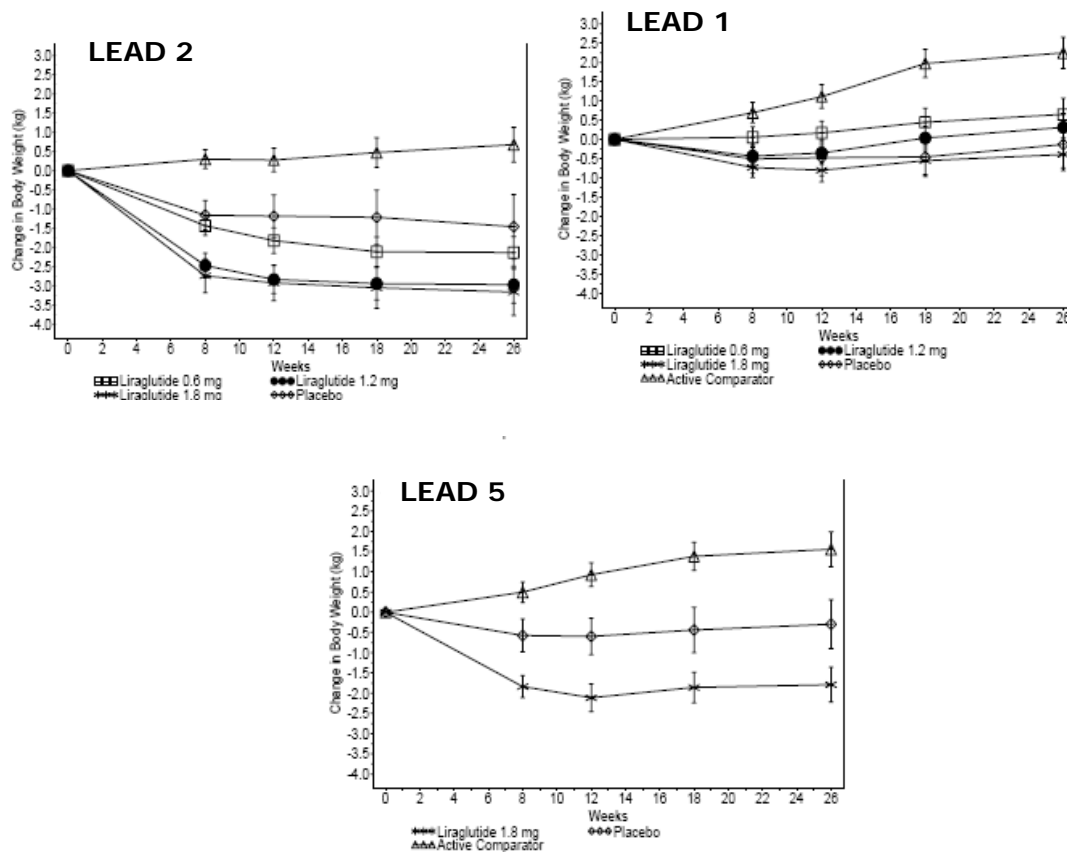 LEAD 2
Change in Body Weight (kg)
3.0
2.5
2.0
1.5
1.0
0.5
0.0
-0.5
-1.0
-1.5
-2.0
-2.5
-3.0
-3.5
-4.0
0 2 4 6 8 10 12 14 16 18 20 22 24 26
Weeks
Liraglutide 0.6 mg Liraglutide 1.2 mg
Liraglutide 1.8 mg Placebo
LEAD 1
Change in Body Weight (kg)
3.0
2.5
2.0
1.5
1.0
0.5
0.0
-0.5
-1.0
-1.5
-2.0
-2.5
-3.0
-3.5
-4.0
0 2 4 6 8 10 12 14 16 18 20 22 24 26
Weeks
Liraglutide 0.6 mg Liraglutide 1.2 mg
Liraglutide 1.8 mg Placebo
Active Comparator
LEAD 5
Change in Body Weight (kg)
3.0
2.5
2.0
1.5
1.0
0.5
0.0
-0.5
-1.0
-1.5
-2.0
-2.5
-3.0
-3.5
-4.0
0 2 4 6 8 10 12 14 16 18 20 22 24 26
Weeks
Liraglutide 1.8 mg Placebo
Active Comparator